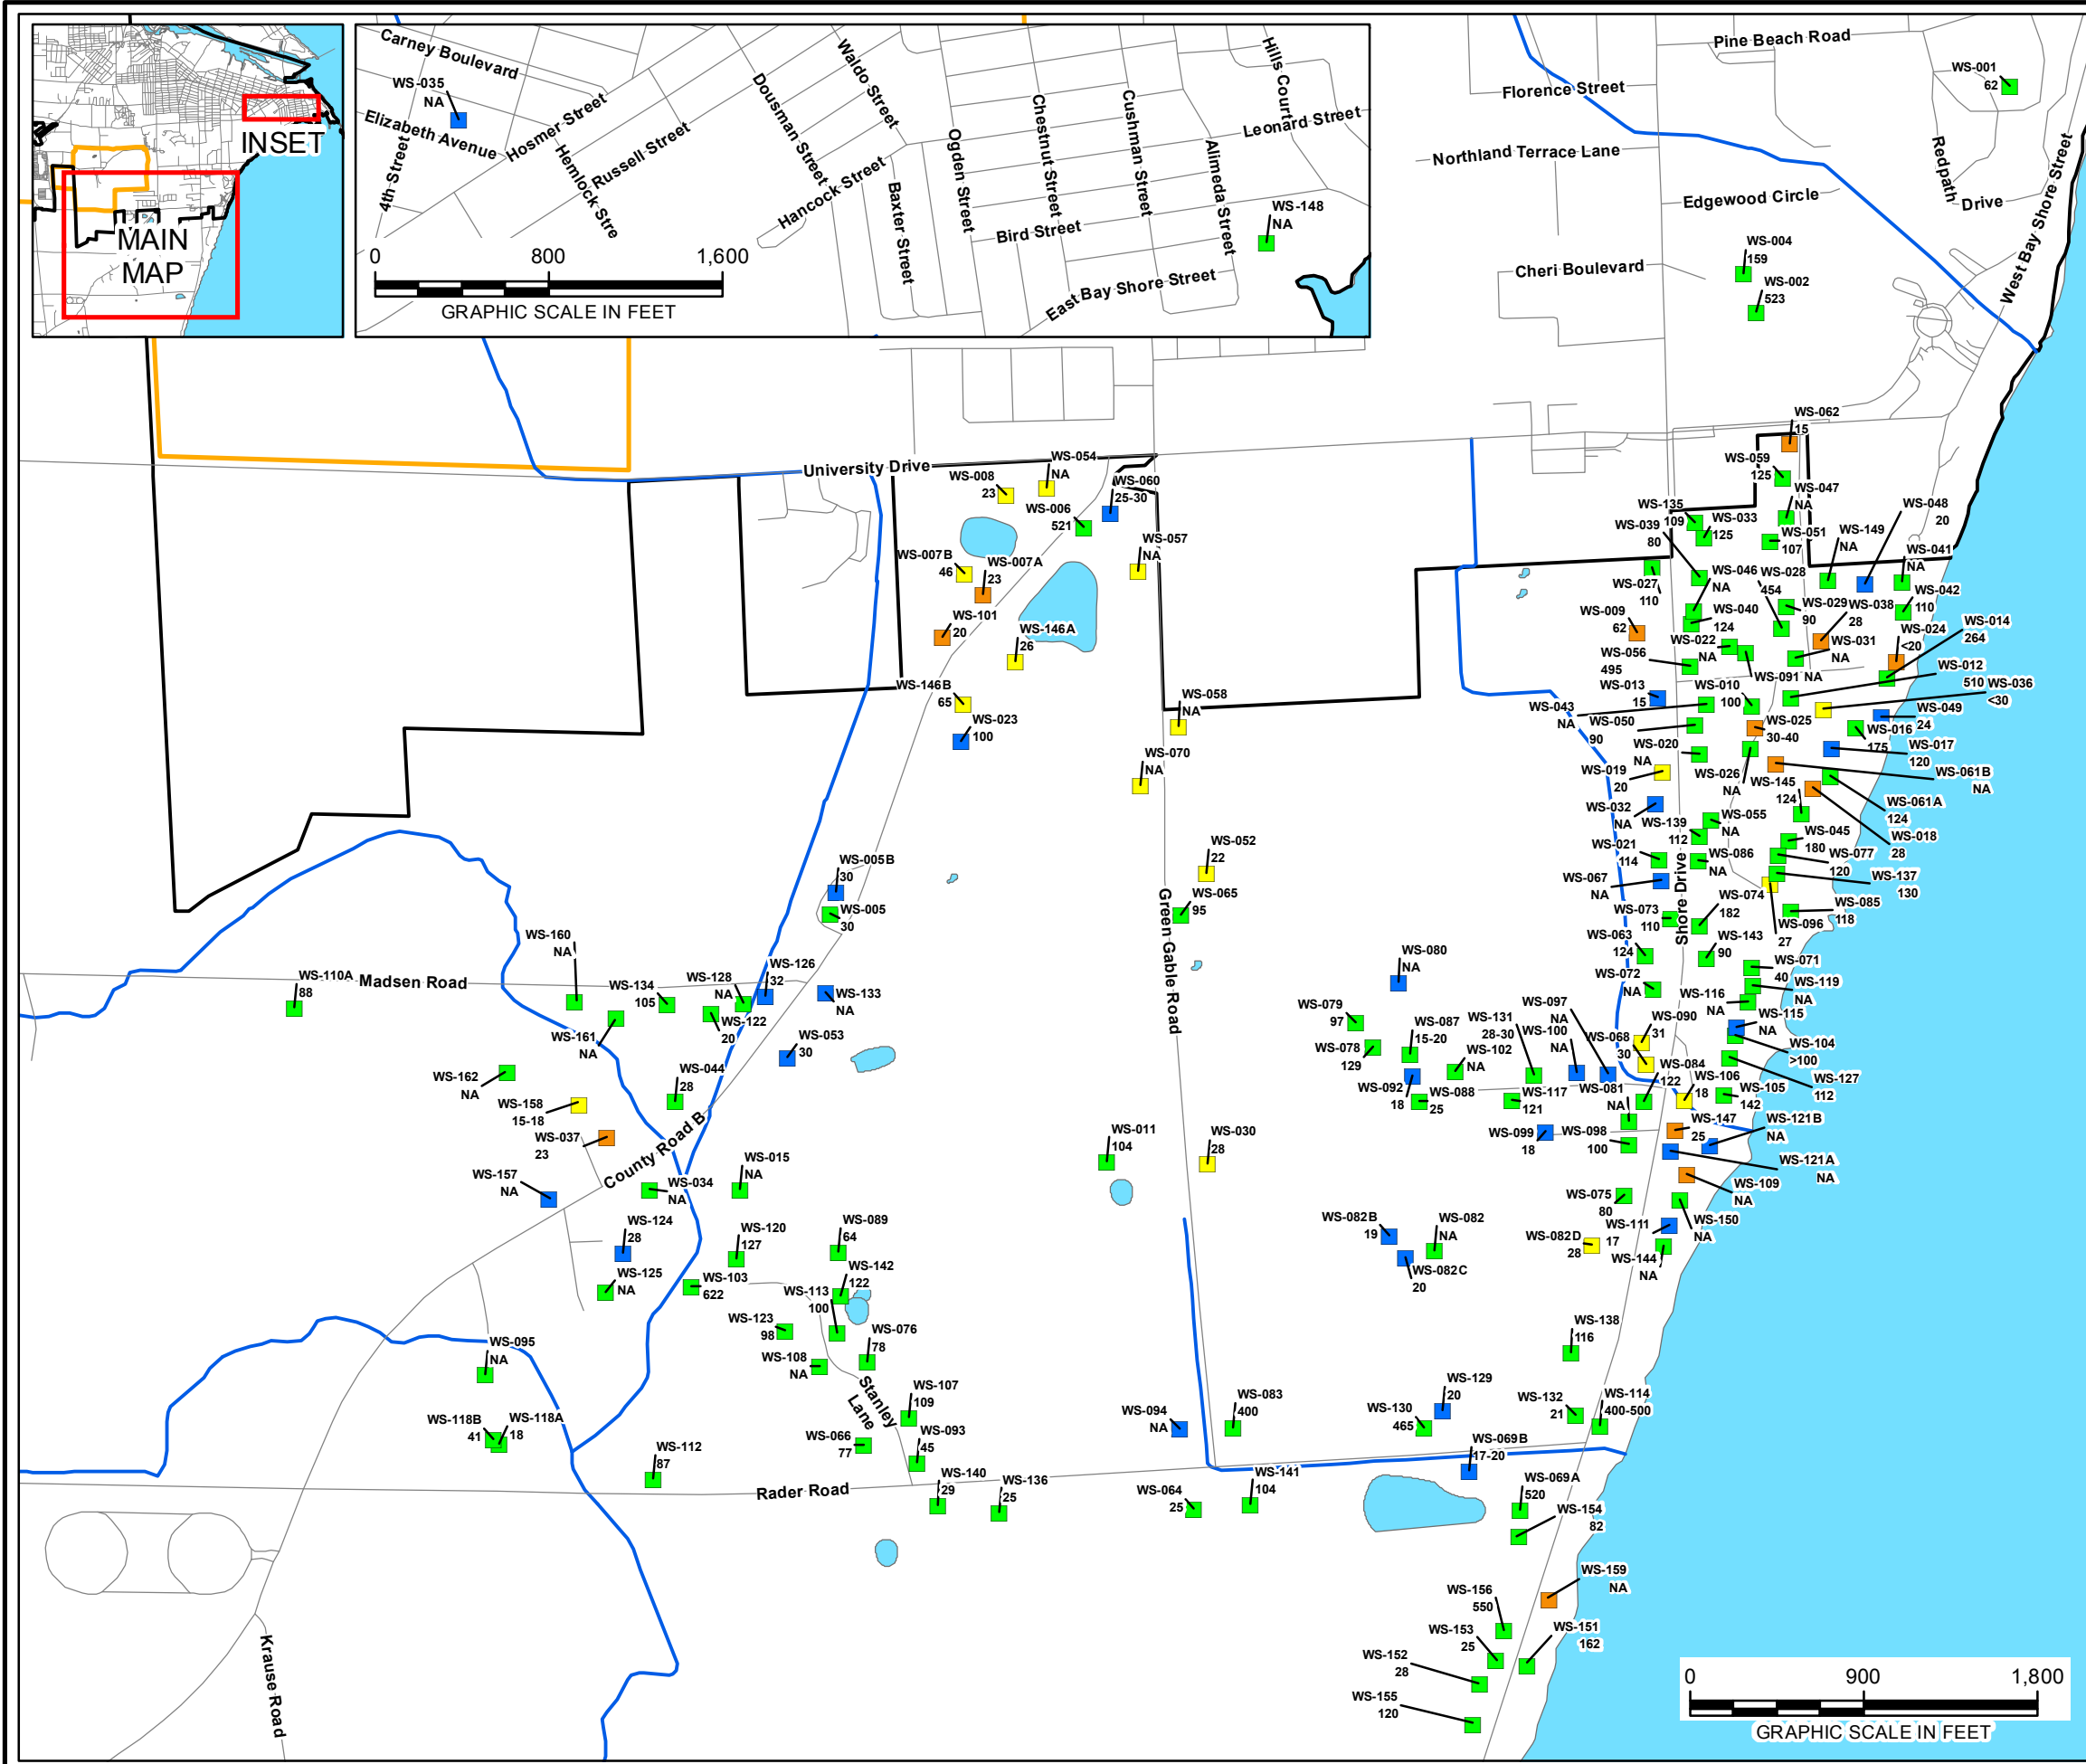 INSET
MAIN
MAP
Carney Boulevard
WS-035
NA
Elizabeth Avenue
4th Street
Hosmer Street
Hemlock Stre
Russell Street
Dousman Street
Waldo Street
Hancock Street
Baxter Street
Ogden Street
Chestnut Street
Cushman Street
Alimeda Street
Hills Court
Leonard Street
Bird Street
East Bay Shore Street
WS-148
NA
0 800 1,600
GRAPHIC SCALE IN FEET
Pine Beach Road
WS-001
62
Florence Street
Northland Terrace Lane
Redpath
Drive
Edgewood Circle
West Bay Shore Street
WS-004
159
Cheri Boulevard
WS-002
523
University Drive
WS-062
15
WS-054
NA
WS-008
23
WS-060
25-30
WS-006
521
WS-059
125
WS-047
NA
WS-135
109
WS-033
125
WS-039
80
WS-051
107
WS-149
NA
WS-048
20
WS-041
NA
WS-057
NA
WS-007B
46
WS-007A
23
WS-101
20
WS-146A
26
WS-027
110
WS-046
NA
WS-028
454
WS-029
90
WS-038
28
WS-042
110
WS-009
62
WS-040
124
WS-014
264
WS-024
<20
WS-022
NA
WS-031
NA
WS-056
495
WS-091 NA
WS-012
510
WS-036
<30
WS-146B
65
WS-058
NA
WS-013
15
WS-010
100
WS-043
NA
WS-049
24
WS-023
100
WS-050
90
WS-025
30-40
WS-016
175
WS-017
120
WS-020
NA
WS-070
NA
WS-019
20
WS-026
NA
WS-061B
NA
WS-145
124
WS-061A
124
WS-032
NA
WS-139
112
WS-055
NA
WS-018
28
WS-045
180
WS-052
22
WS-021
114
WS-086
NA
WS-077
120
WS-005B
30
WS-067
NA
WS-137
130
WS-065
95
WS-005
30
Green Gable Road
Shore Drive
WS-074
182
WS-085
118
WS-073
110
WS-096
27
WS-160
NA
WS-063
124
WS-143
90
WS-080
NA
WS-071
40
WS-110A
88
Madsen Road
WS-134
105
WS-128
NA
WS-126
32
WS-133
NA
WS-072
NA
WS-119
NA
WS-116
NA
WS-079
97
WS-097
NA
WS-122
20
WS-161
NA
WS-053
30
WS-087
15-20
WS-131
28-30
WS-100
NA
WS-090
31
WS-115
NA
WS-068
30
WS-104
>100
WS-078
129
WS-102
NA
WS-084
122
WS-106
18
WS-127
112
WS-162
NA
WS-044
28
WS-092
18
WS-088
25
WS-117
121
WS-081
NA
WS-105
142
WS-158
15-18
WS-147
25
WS-121B
NA
WS-037
23
County Road B
WS-011
104
WS-030
28
WS-099
18
WS-098
100
WS-121A
NA
WS-015
NA
WS-157
NA
WS-034
NA
WS-109
NA
WS-075
80
WS-150
NA
WS-124
28
WS-120
127
WS-089
64
WS-082B
19
WS-082
NA
WS-111
17
WS-082D
28
WS-144
NA
WS-082C
20
WS-125
NA
WS-103
622
WS-142
122
WS-113
100
WS-123
98
WS-076
78
WS-108
NA
WS-138
116
WS-095
NA
Stanley
Lane
WS-107
109
WS-129
20
WS-132
21
WS-114
400-500
WS-083
400
WS-094
NA
WS-130
465
WS-118B
41
WS-118A
18
WS-066
77
WS-093
45
WS-112
87
WS-069B
17-20
WS-140
29
WS-136
25
WS-141
104
WS-064
25
WS-069A
520
Rader Road
WS-154
82
WS-159
NA
WS-156
550
WS-153
25
WS-151
162
WS-152
28
WS-155
120
Krause Road
0 900 1,800
GRAPHIC SCALE IN FEET